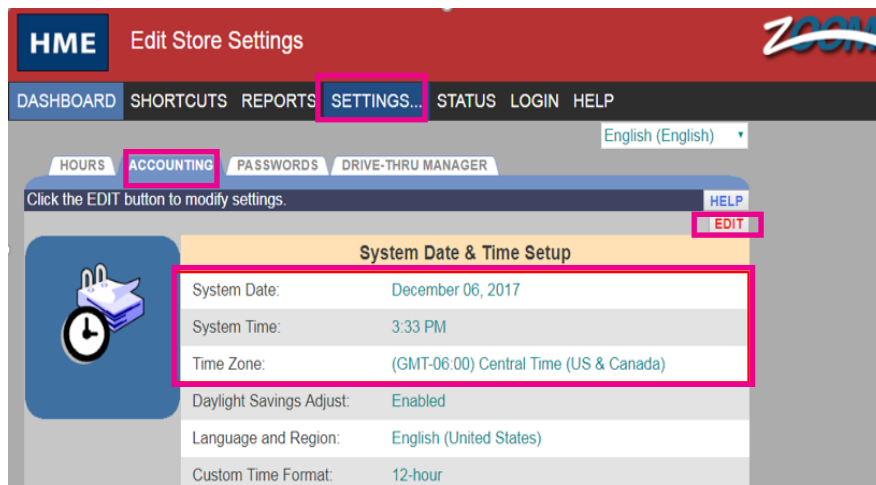 HME Edit Store Settings ZOOM
DASHBOARD SHORTCUTS REPORTS SETTINGS... STATUS LOGIN HELP
English (English)
HOURS ACCOUNTING PASSWORDS DRIVE-THRU MANAGER
Click the EDIT button to modify settings. HELP
EDIT
System Date & Time Setup
System Date: December 06, 2017
System Time: 3:33 PM
Time Zone: (GMT-06:00) Central Time (US & Canada)
Daylight Savings Adjust: Enabled
Language and Region: English (United States)
Custom Time Format: 12-hour